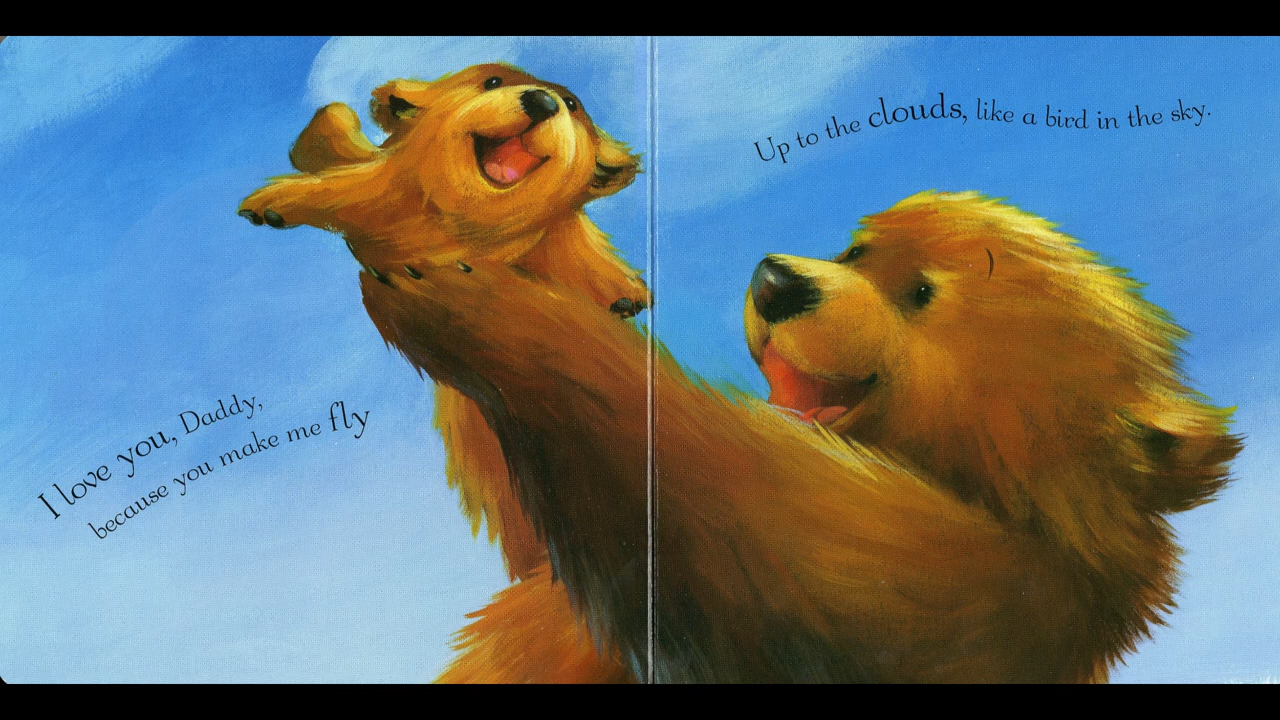 I love you, Daddy,
because you make me fly
Up to the clouds, like a bird in the sky.